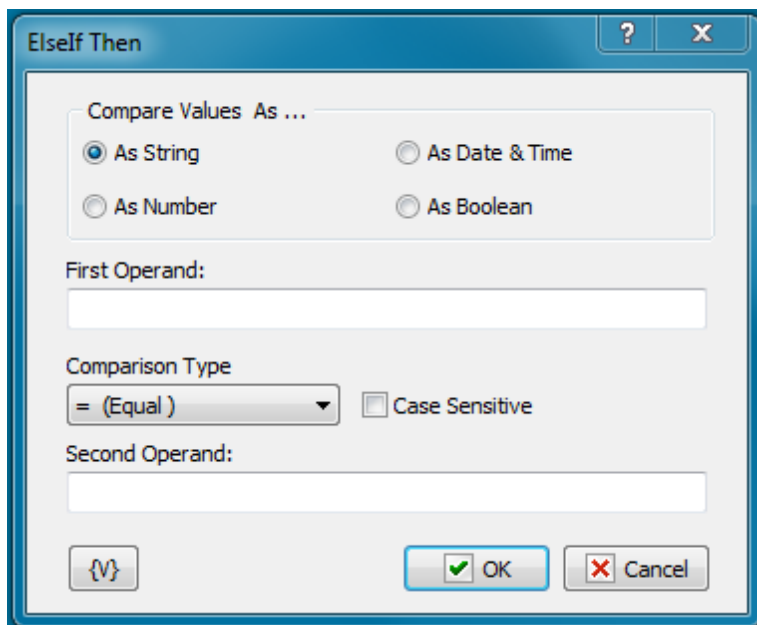 ElseIf Then
? X
Compare Values As ...
As String As Date & Time
As Number As Boolean
First Operand:
Comparison Type
= (Equal ) Case Sensitive
Second Operand:
{V} OK Cancel